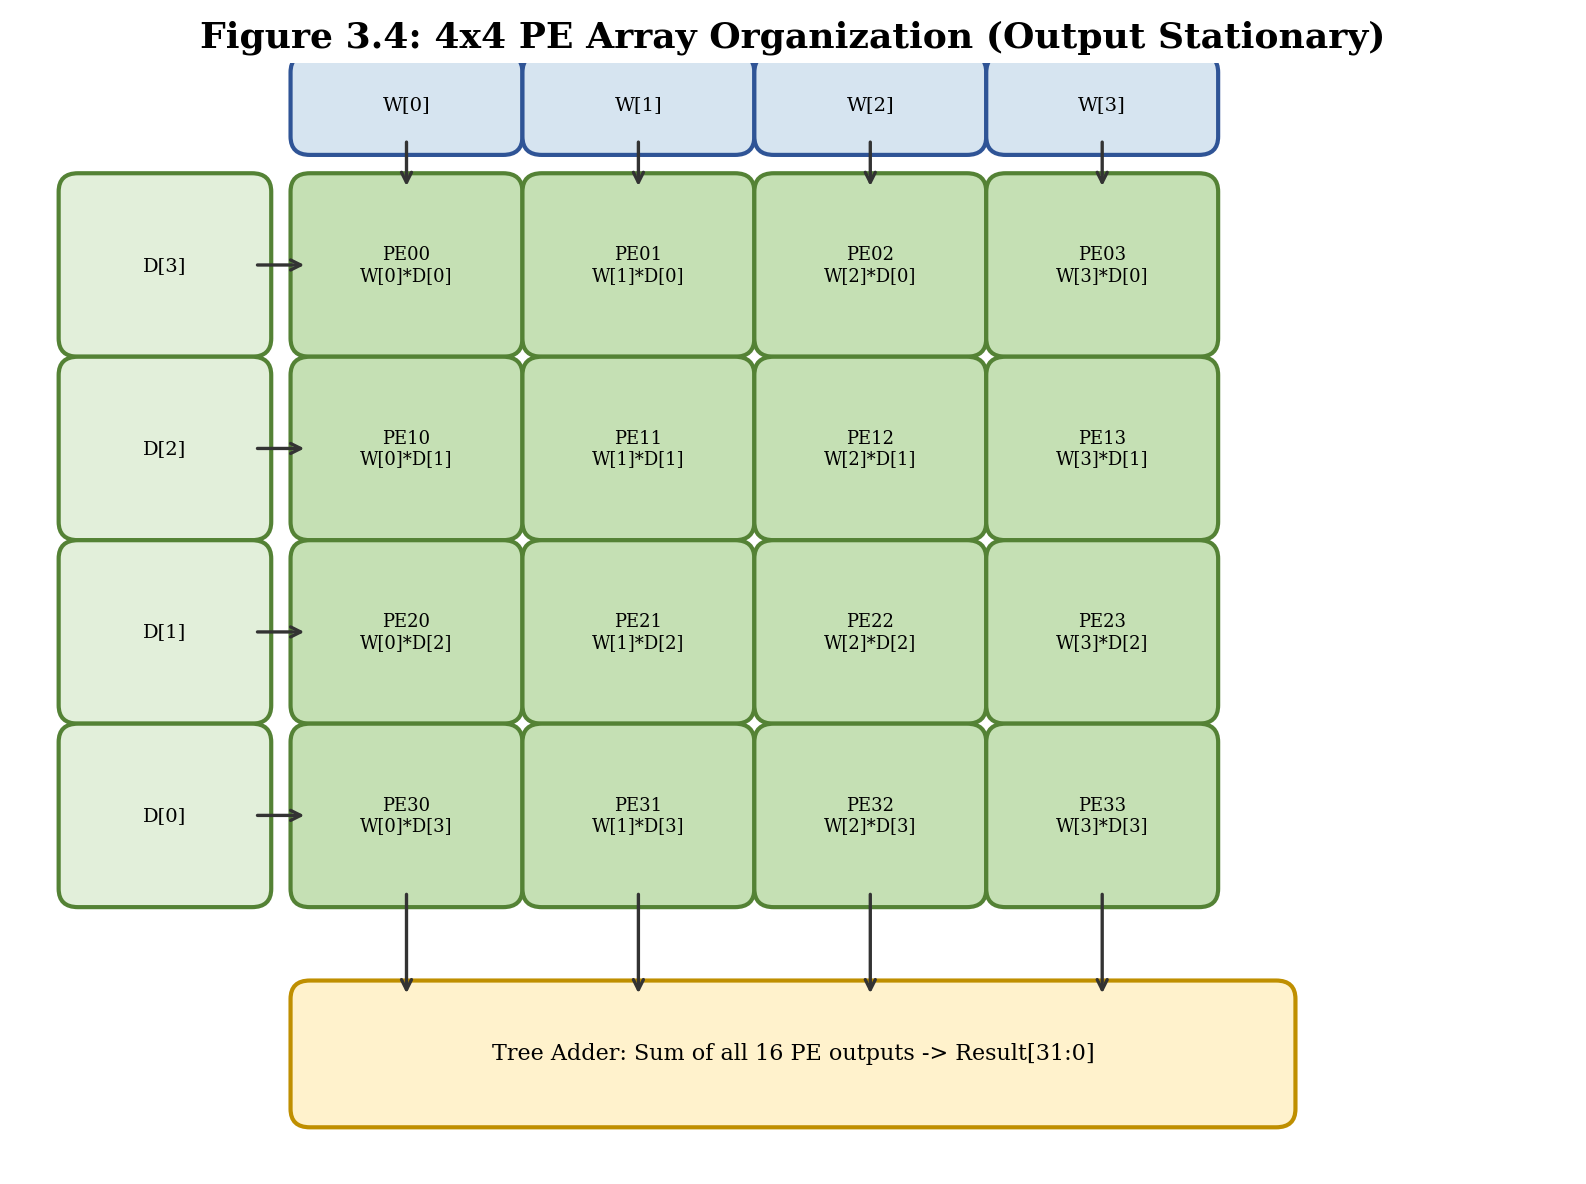 Figure 3.4: 4x4 PE Array Organization (Output Stationary)
W[0]
W[1]
W[2]
W[3]
D[3]
PE00
W[0]*D[0]
PE01
W[1]*D[0]
PE02
W[2]*D[0]
PE03
W[3]*D[0]
D[2]
PE10
W[0]*D[1]
PE11
W[1]*D[1]
PE12
W[2]*D[1]
PE13
W[3]*D[1]
D[1]
PE20
W[0]*D[2]
PE21
W[1]*D[2]
PE22
W[2]*D[2]
PE23
W[3]*D[2]
D[0]
PE30
W[0]*D[3]
PE31
W[1]*D[3]
PE32
W[2]*D[3]
PE33
W[3]*D[3]
Tree Adder: Sum of all 16 PE outputs -> Result[31:0]